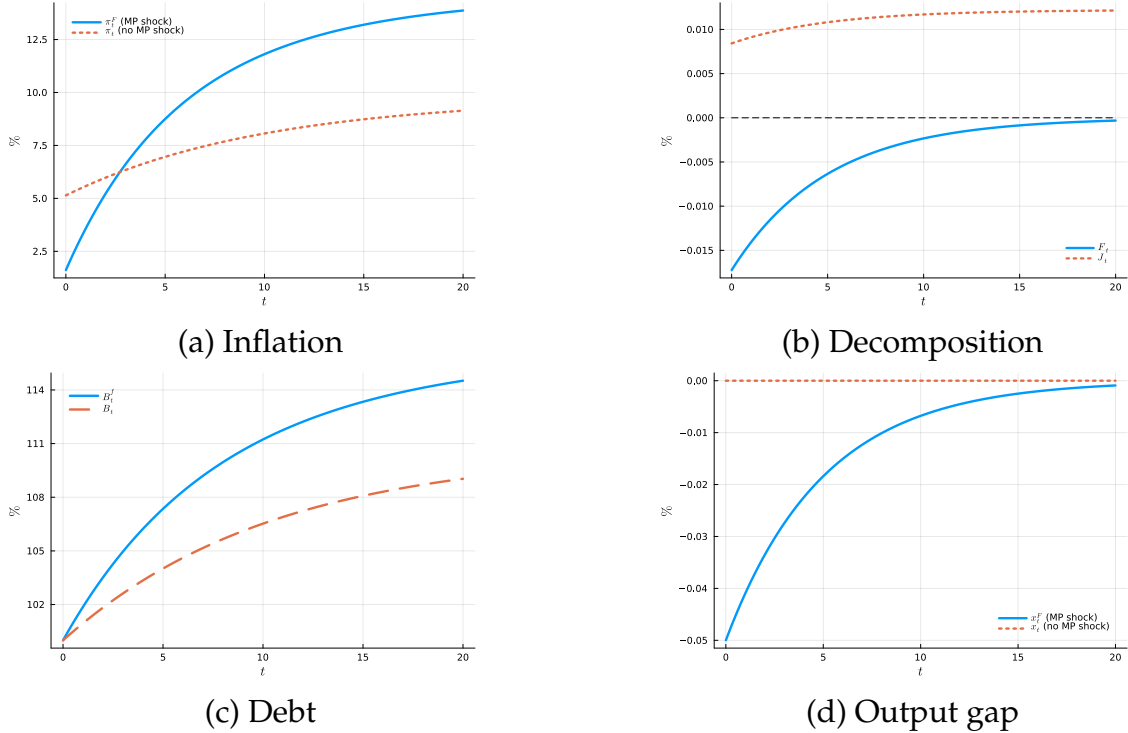 π_t^F (MP shock)
π_t (no MP shock)
12.5
10.0
7.5
5.0
2.5
%
0
5
10
15
20
t
(a) Inflation
0.010
0.005
0.000
−0.005
−0.010
−0.015
%
F_t
J_t
0
5
10
15
20
t
(b) Decomposition
114
111
108
105
102
%
B_t^f
B_t
0
5
10
15
20
t
(c) Debt
0.00
−0.01
−0.02
−0.03
−0.04
−0.05
%
x_t^F (MP shock)
x_t (no MP shock)
0
5
10
15
20
t
(d) Output gap